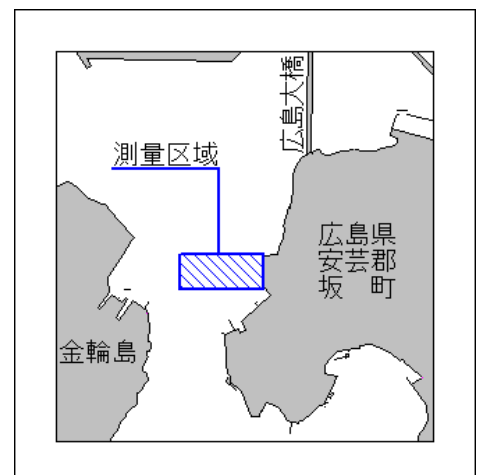 広島大橋
測量区域
広島県
安芸郡
坂 町
金輪島